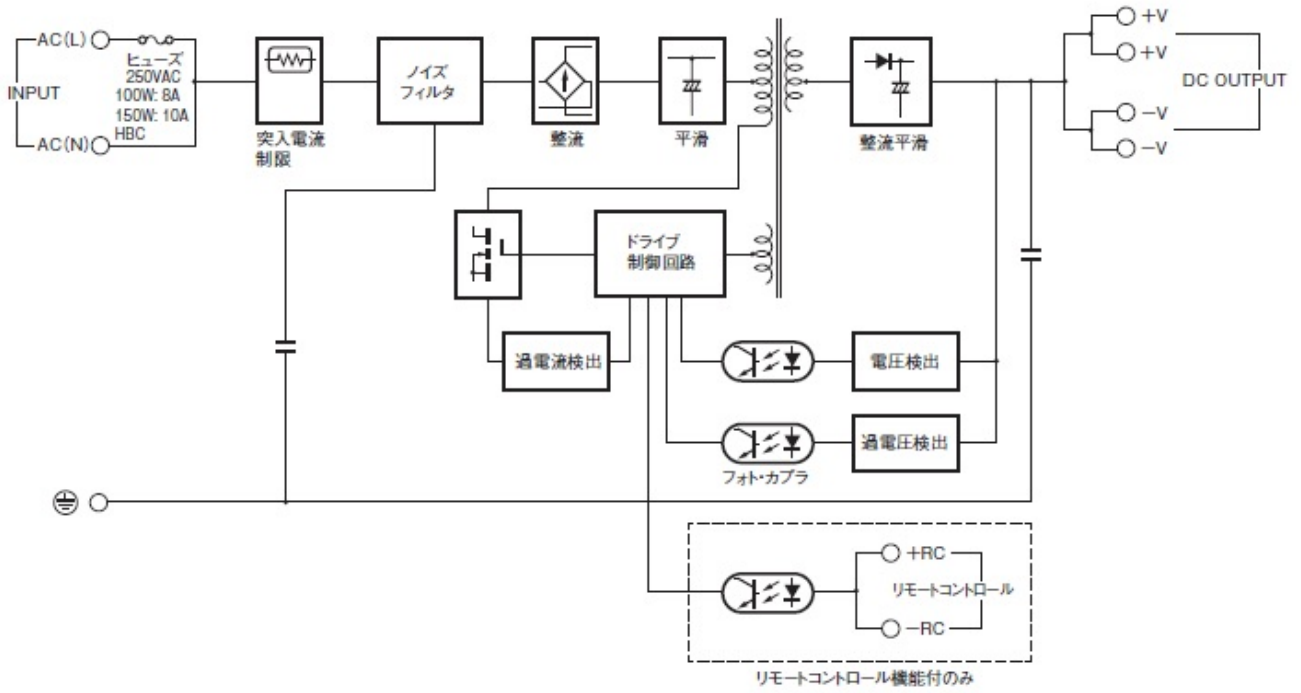 AC(L)
ヒューズ
250VAC
100W: 8A
150W: 10A
HBC
INPUT
AC(N)
突入電流
制限
ノイズ
フィルタ
整流
平滑
整流平滑
+V
+V
DC OUTPUT
−V
−V
ドライブ
制御回路
過電流検出
電圧検出
過電圧検出
フォト・カプラ
+RC
リモートコントロール
−RC
リモートコントロール機能付のみ